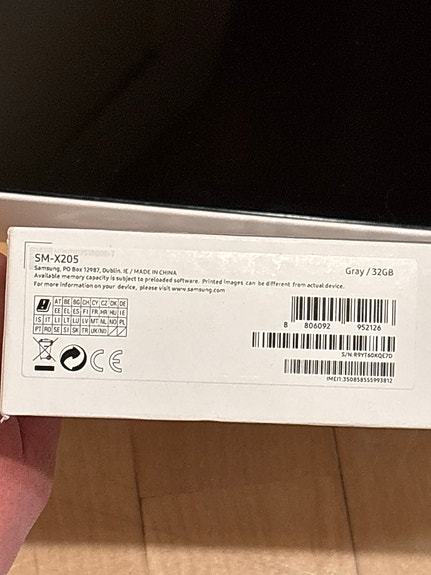 SM-X205
Gray / 32GB
Samsung, PO Box 12987, Dublin. IE / MADE IN CHINA
Available memory capacity is subject to preloaded software. Printed images can be different from actual device.
For more information on your device, please visit www.samsung.com
AT BE BG CH CY CZ DK DE
EE EL ES FI FR HR HU IE
IS IT LI LT LU LV MT NL NO PL
PT RO SE SI SK TR UK(NI)
8 806092 952126
S/N:R9YT60KQE7D
IMEI1:350858555993812
CE